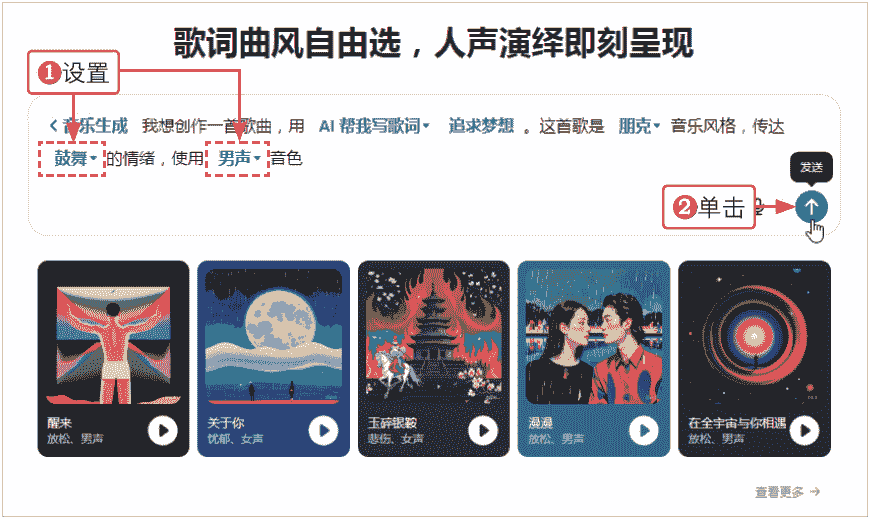 歌词曲风自由选，人声演绎即刻呈现
1设置
音乐生成 我想创作一首歌曲，用 AI 帮我写歌词 追求梦想 。这首歌是 朋克 音乐风格，传达
鼓舞 的情绪，使用 男声 音色
发送
2单击
醒来
放松、男声
关于你
忧郁、女声
玉碎银鞍
悲伤、女声
漫漫
放松、男声
在全宇宙与你相遇
放松、男声
查看更多 →